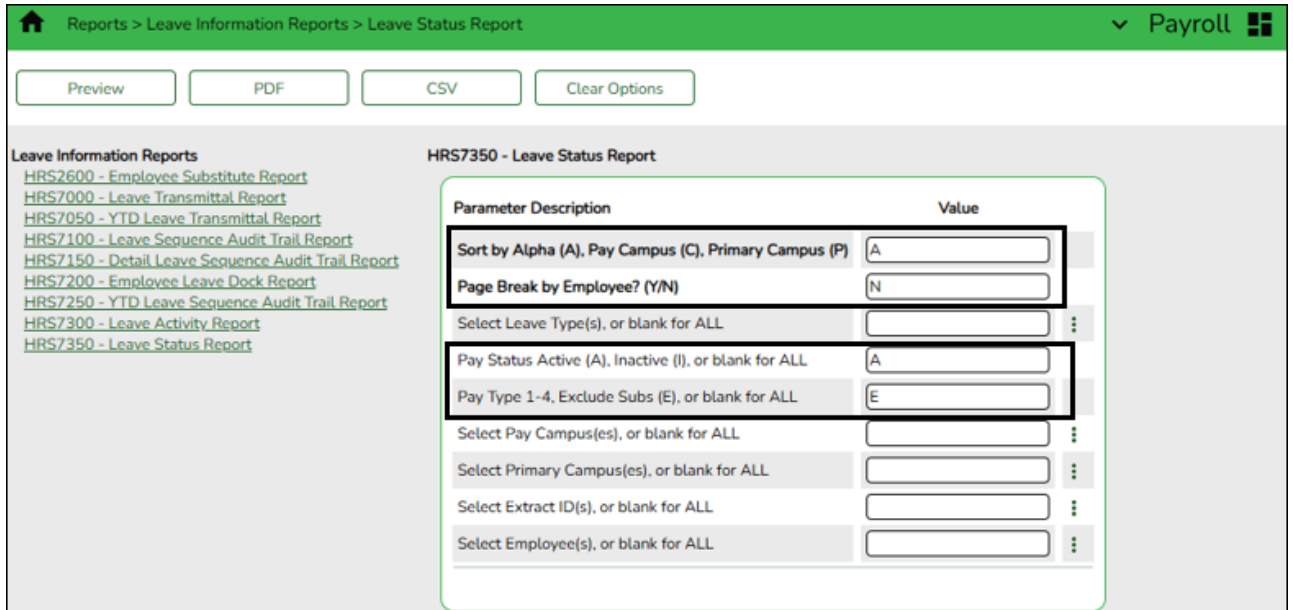 Reports > Leave Information Reports > Leave Status Report
Payroll
Preview
PDF
CSV
Clear Options
Leave Information Reports
HRS2600 - Employee Substitute Report
HRS7000 - Leave Transmittal Report
HRS7050 - YTD Leave Transmittal Report
HRS7100 - Leave Sequence Audit Trail Report
HRS7150 - Detail Leave Sequence Audit Trail Report
HRS7200 - Employee Leave Dock Report
HRS7250 - YTD Leave Sequence Audit Trail Report
HRS7300 - Leave Activity Report
HRS7350 - Leave Status Report
HRS7350 - Leave Status Report
Parameter Description Value
Sort by Alpha (A), Pay Campus (C), Primary Campus (P) A
Page Break by Employee? (Y/N) N
Select Leave Type(s), or blank for ALL
Pay Status Active (A), Inactive (I), or blank for ALL A
Pay Type 1-4, Exclude Subs (E), or blank for ALL E
Select Pay Campus(es), or blank for ALL
Select Primary Campus(es), or blank for ALL
Select Extract ID(s), or blank for ALL
Select Employee(s), or blank for ALL